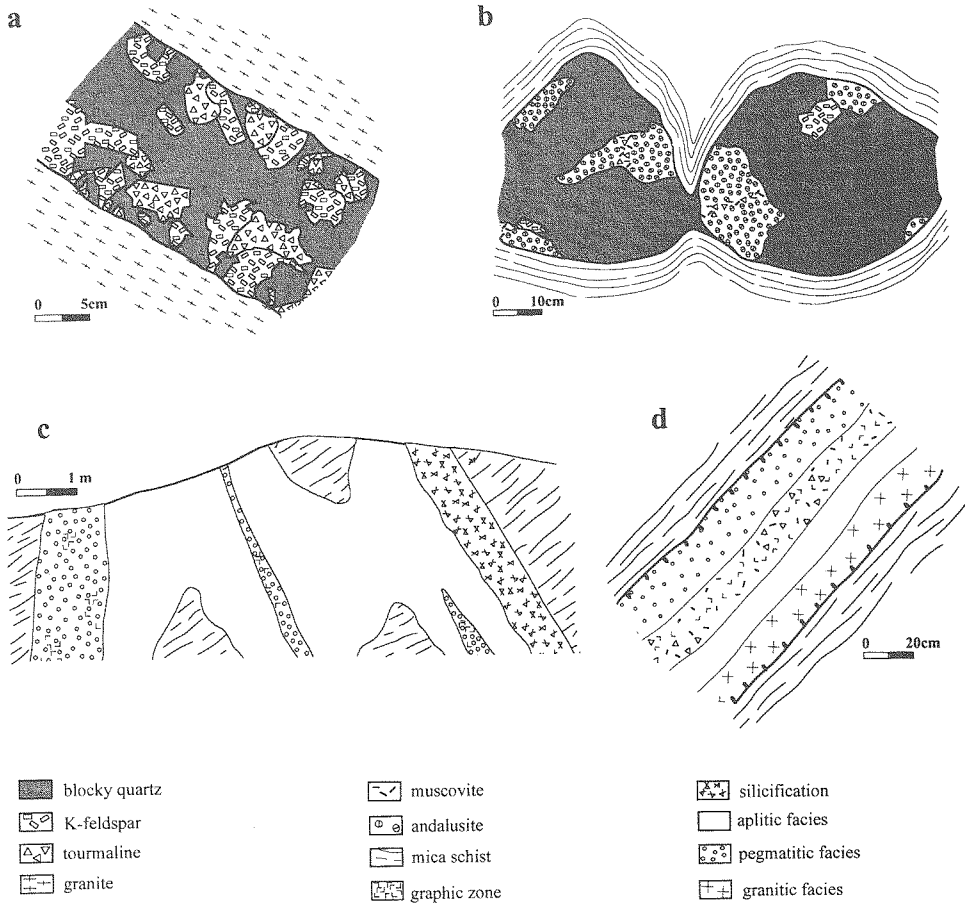 a
b
0 5cm
0 10cm
c
d
0 1 m
0 20cm
blocky quartz
K-feldspar
tourmaline
granite
muscovite
andalusite
mica schist
graphic zone
silicification
aplitic facies
pegmatitic facies
granitic facies